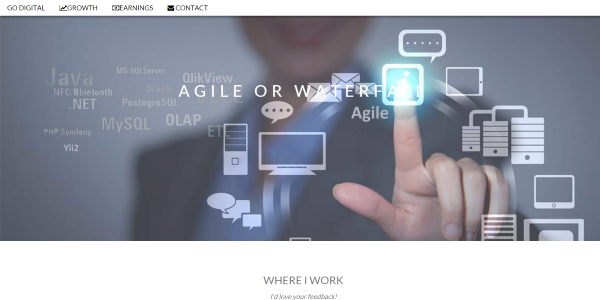 GO DIGITAL GROWTH EARNINGS CONTACT
Java
MS SQL Server
QlikView
NFC Bluetooth
Oracle
.NET
PostgreSQL
AGILE OR WATERFALL
Agile
MySQL
OLAP
ETL
PHP Symfony
Yii2
WHERE I WORK
I'd love your feedback!